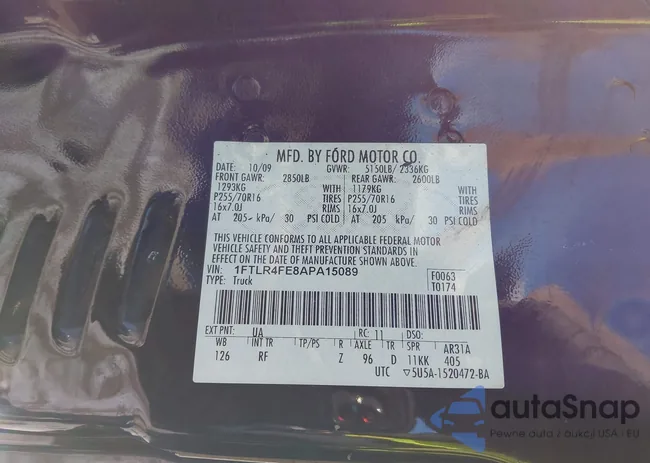 MFD. BY FORD MOTOR CO.
DATE: 10/09 GVWR: 5150LB/ 2336KG
FRONT GAWR: 2850LB REAR GAWR: 2600LB
1293KG WITH 1179KG WITH
P255/70R16 TIRES P255/70R16 TIRES
16x7.0J RIMS 16x7.0J RIMS
AT 205- kPa/ 30 PSI COLD AT 205- kPa/ 30 PSI COLD
THIS VEHICLE CONFORMS TO ALL APPLICABLE FEDERAL MOTOR
VEHICLE SAFETY AND THEFT PREVENTION STANDARDS IN
EFFECT ON THE DATE OF MANUFACTURE SHOWN ABOVE.
VIN: 1FTLR4FE8APA15089 F0063
TYPE: Truck T0174
EXT PNT: UA RC: 11 DSO:
WB INT TR TP/PS R AXLE TR SPR AR31A
126 RF Z 96 D 11KK 405
UTC ▽5U5A-1520472-BA
autaSnap
Pewne auta z aukcji USA - EU